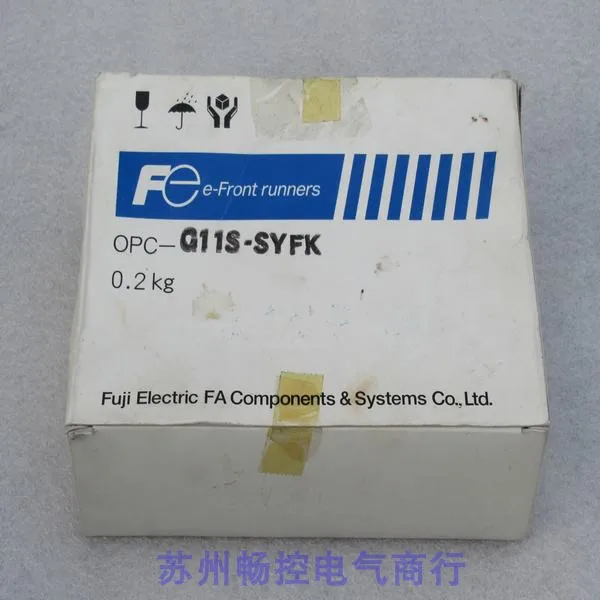 Fe e-Front runners
OPC-G11S-SYFK
0.2kg
Fuji Electric FA Components & Systems Co.,Ltd.
苏州畅控电气商行